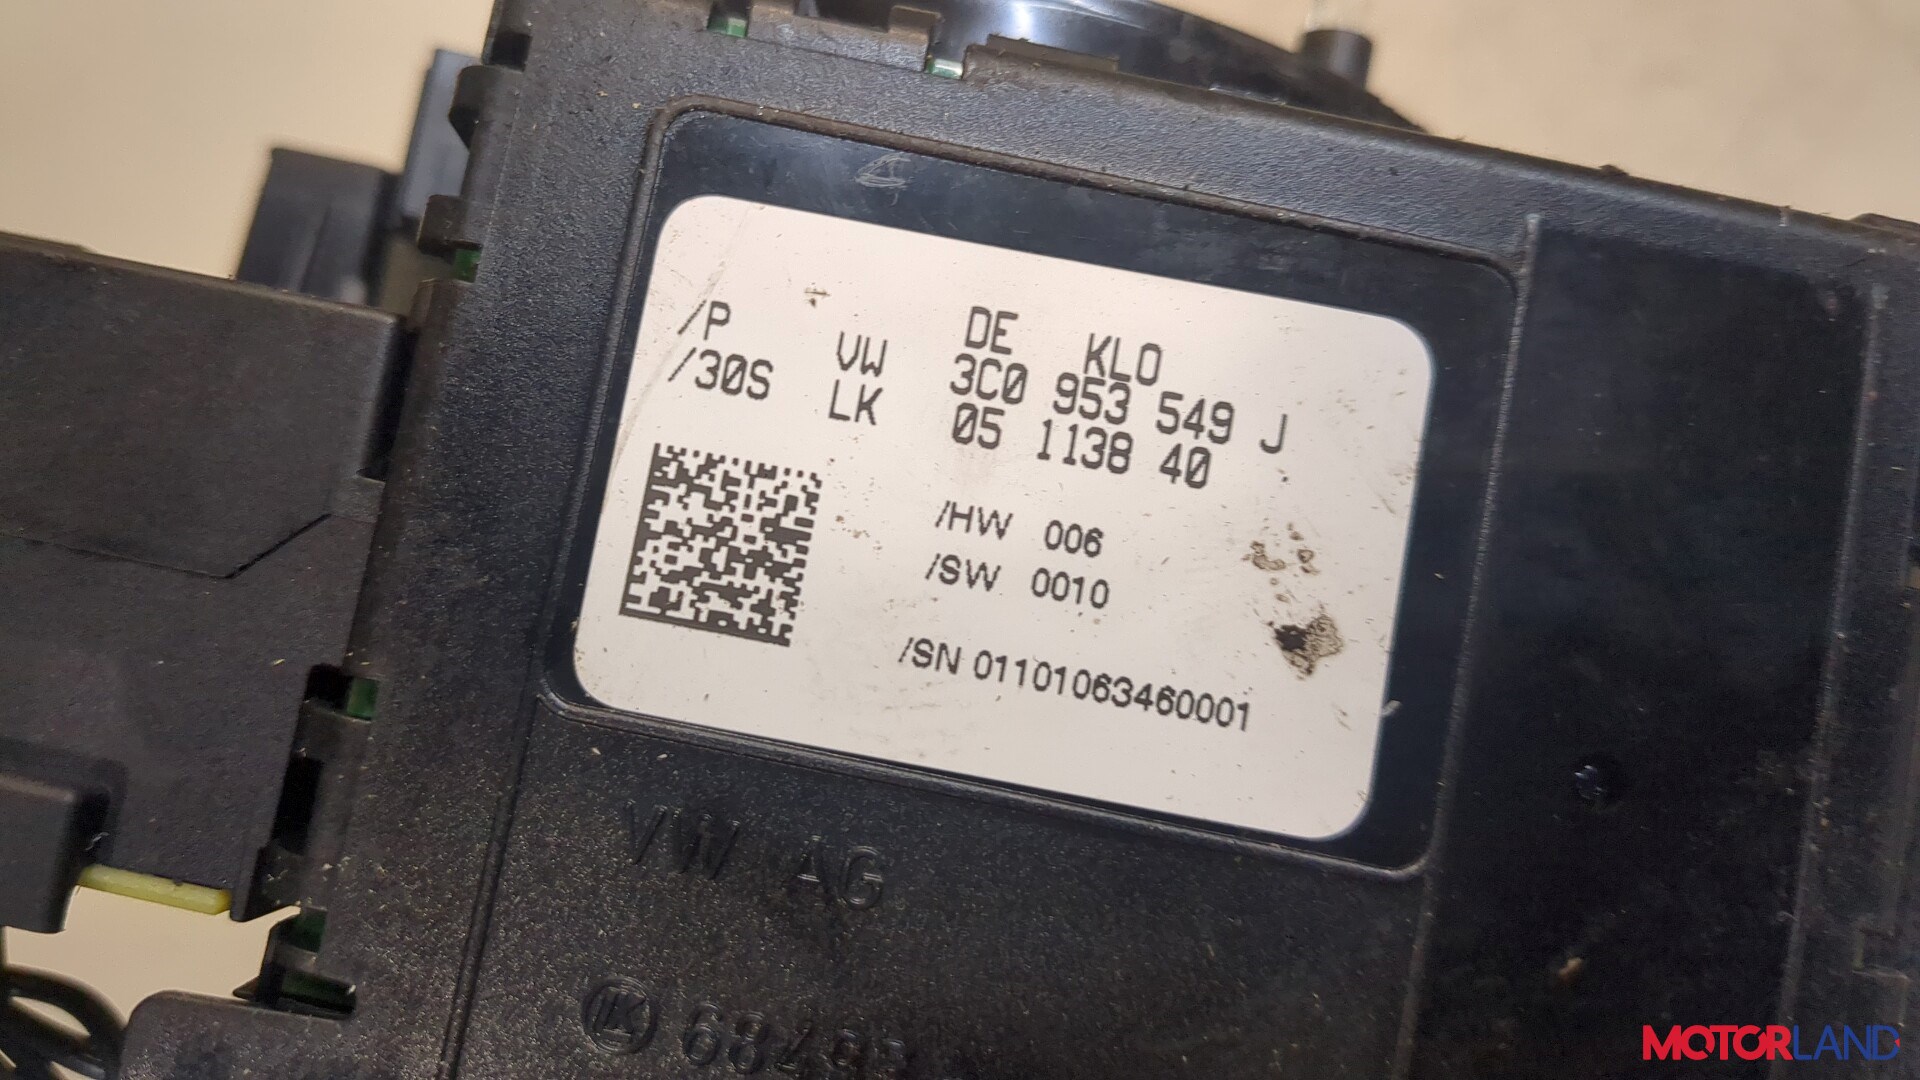 DE KLO
/P VW 3C0 953 549 J
/30S LK 05 1138 40
/HW 006
/SW 0010
/SN 01101063460001
VW AG
LK
MOTORLAND